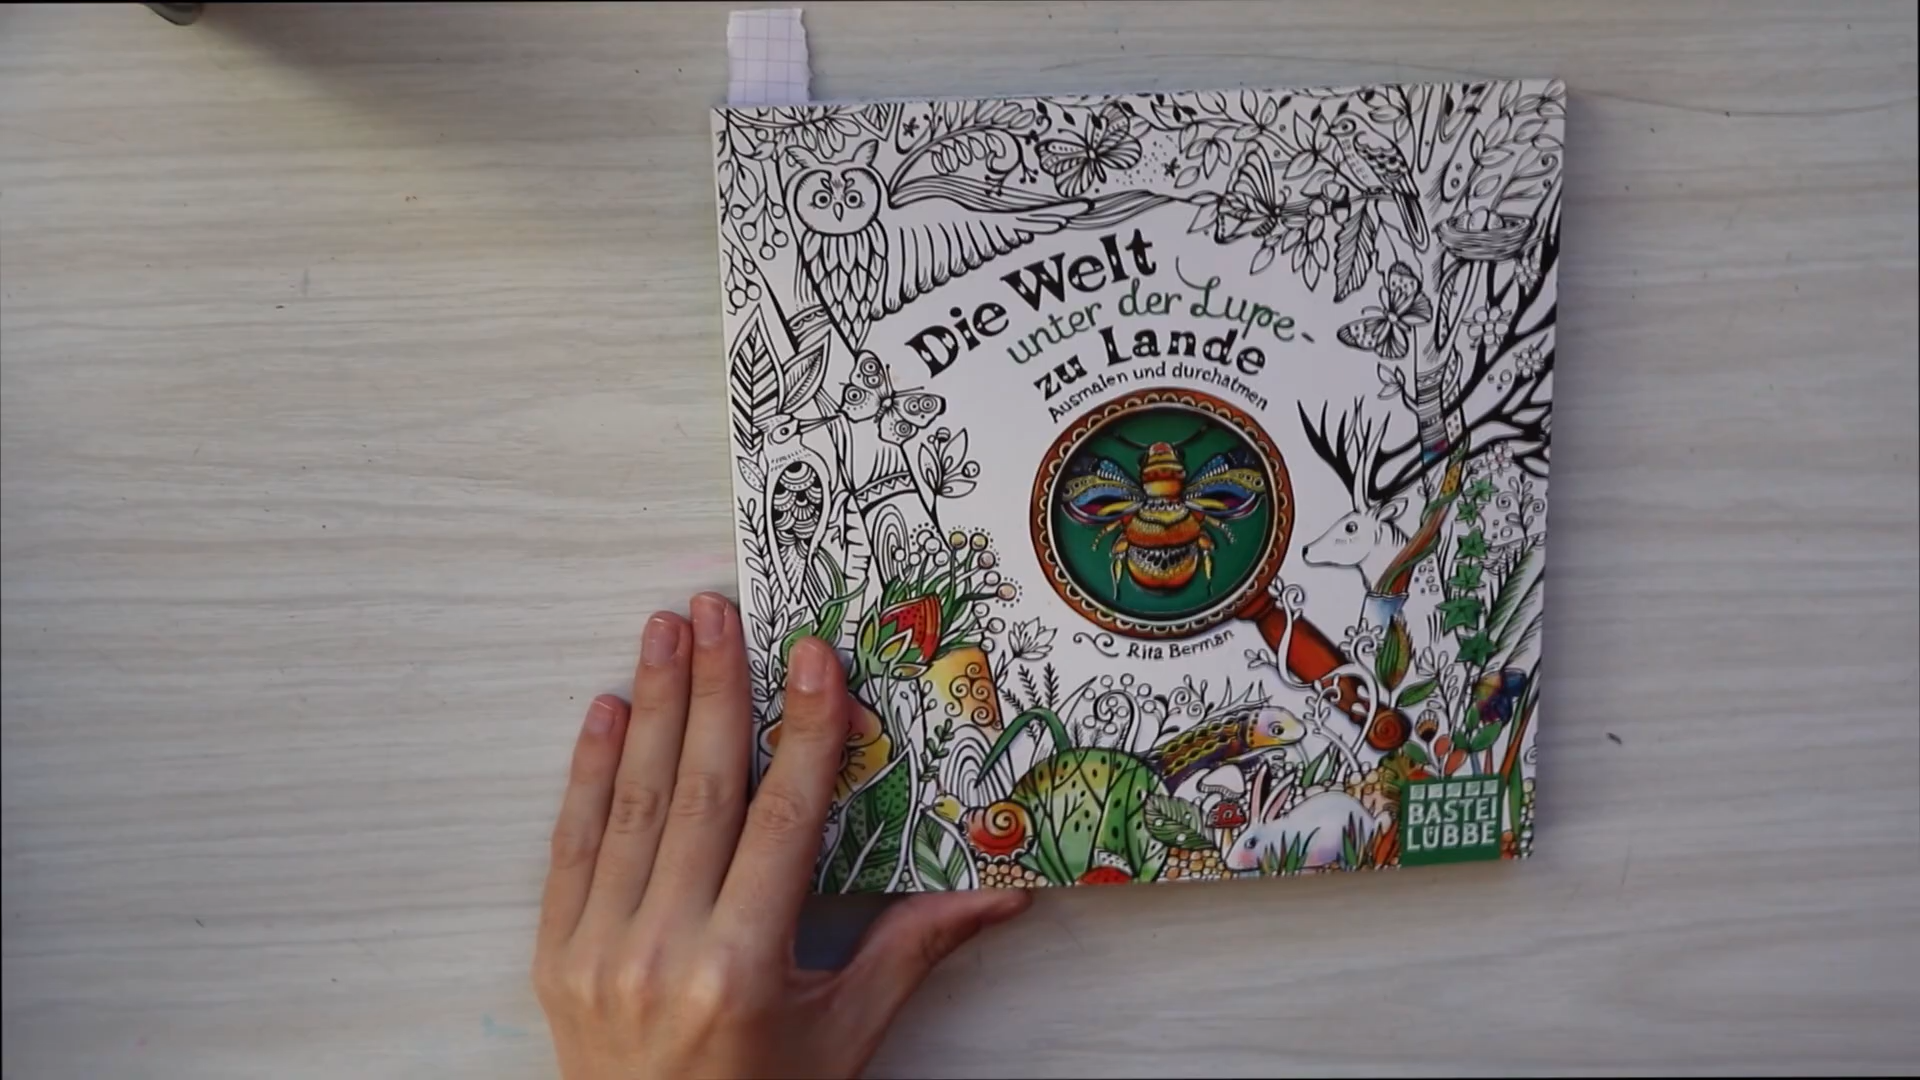 Die Welt
unter der Lupe-
zu Lande
Ausmalen und durchatmen
Rita Berman
BASTEI
LÜBBE